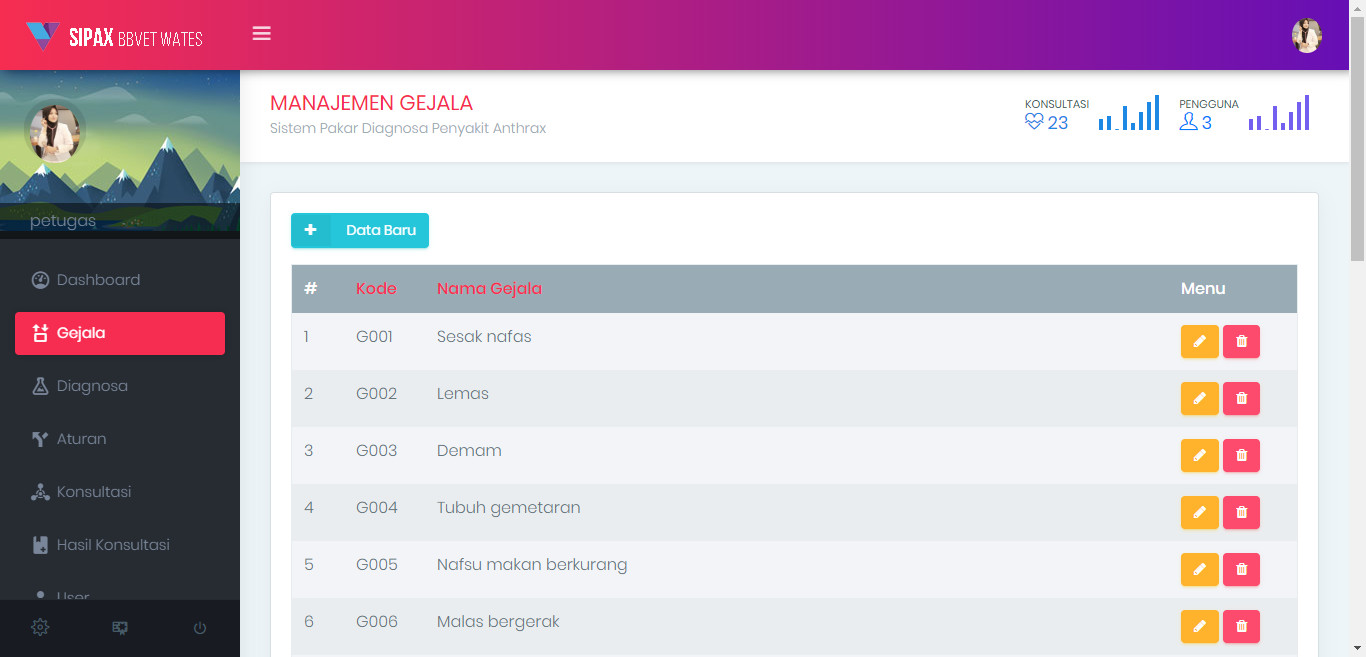 SIPAX BBVET WATES
petugas
Dashboard
Gejala
Diagnosa
Aturan
Konsultasi
Hasil Konsultasi
User
MANAJEMEN GEJALA
Sistem Pakar Diagnosa Penyakit Anthrax
KONSULTASI
23
PENGGUNA
3
Data Baru
# Kode Nama Gejala Menu
1 G001 Sesak nafas
2 G002 Lemas
3 G003 Demam
4 G004 Tubuh gemetaran
5 G005 Nafsu makan berkurang
6 G006 Malas bergerak